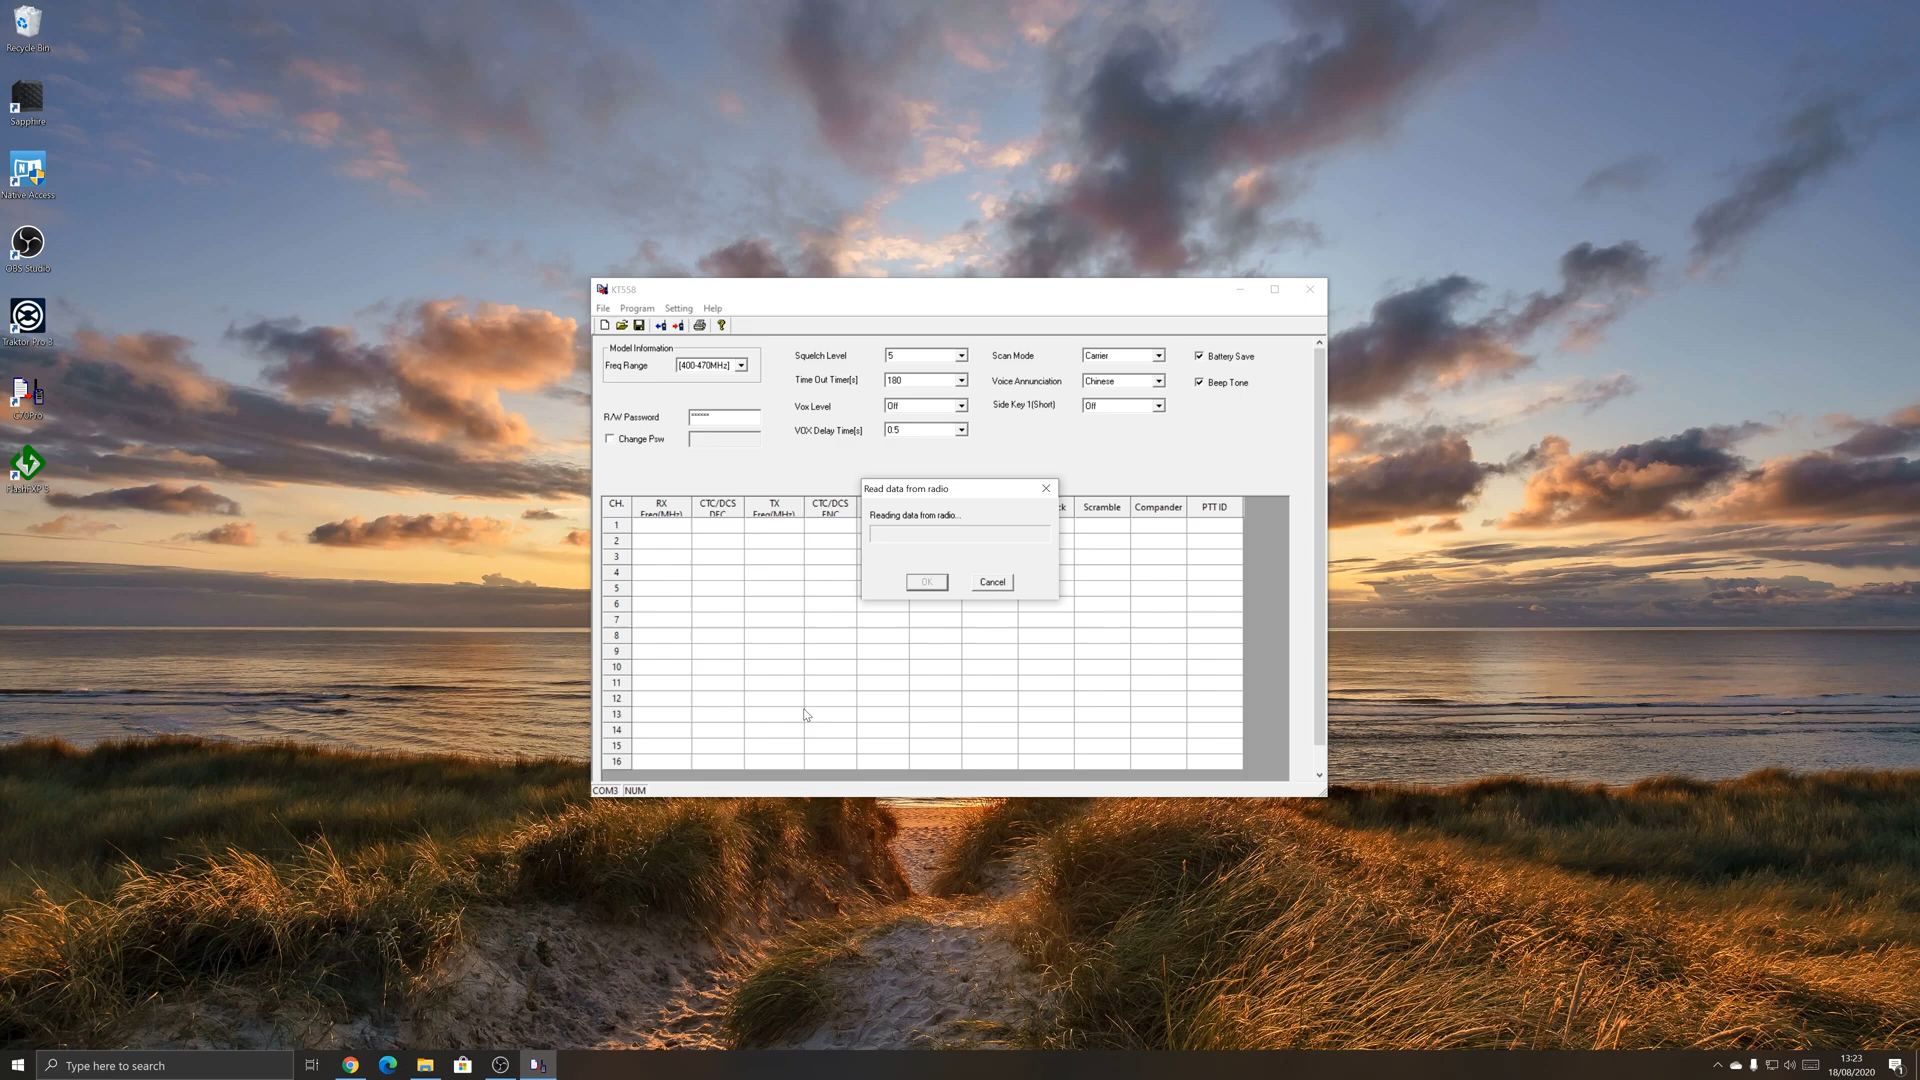 Recycle Bin
Sapphire
Native Access
OBS Studio
Traktor Pro 3
C70Pro
FlashFXP 5
KT558
File Program Setting Help
Model Information
Freq Range [400-470MHz]
R/W Password ******
Change Psw
Squelch Level 5
Time Out Timer[s] 180
Vox Level Off
VOX Delay Time[s] 0.5
Scan Mode Carrier
Voice Annunciation Chinese
Side Key 1(Short) Off
Battery Save
Beep Tone
Read data from radio
Reading data from radio...
OK Cancel
CH. RX Freq(MHz) CTC/DCS DEC TX Freq(MHz) CTC/DCS ENC ck Scramble Compander PTT ID
1
2
3
4
5
6
7
8
9
10
11
12
13
14
15
16
COM3 NUM
Type here to search
13:23
18/08/2020
1